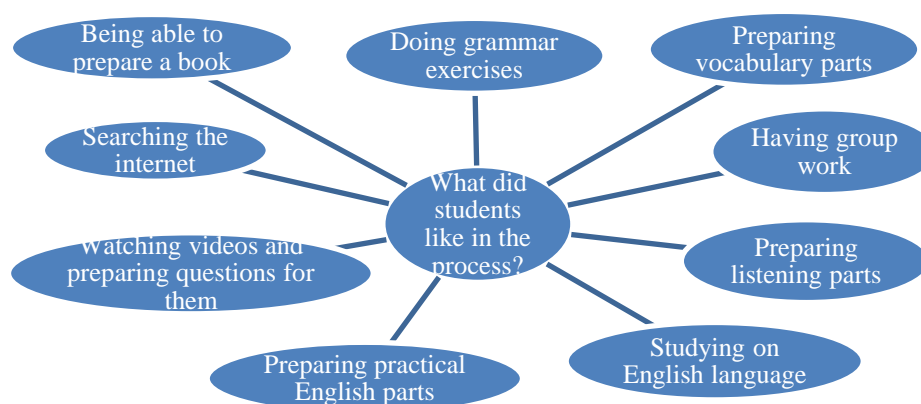 Being able to
prepare a book
Doing grammar
exercises
Preparing
vocabulary parts
Searching the
internet
Having group
work
What did
students
like in the
process?
Watching videos and
preparing questions for
them
Preparing
listening parts
Preparing practical
English parts
Studying on
English language